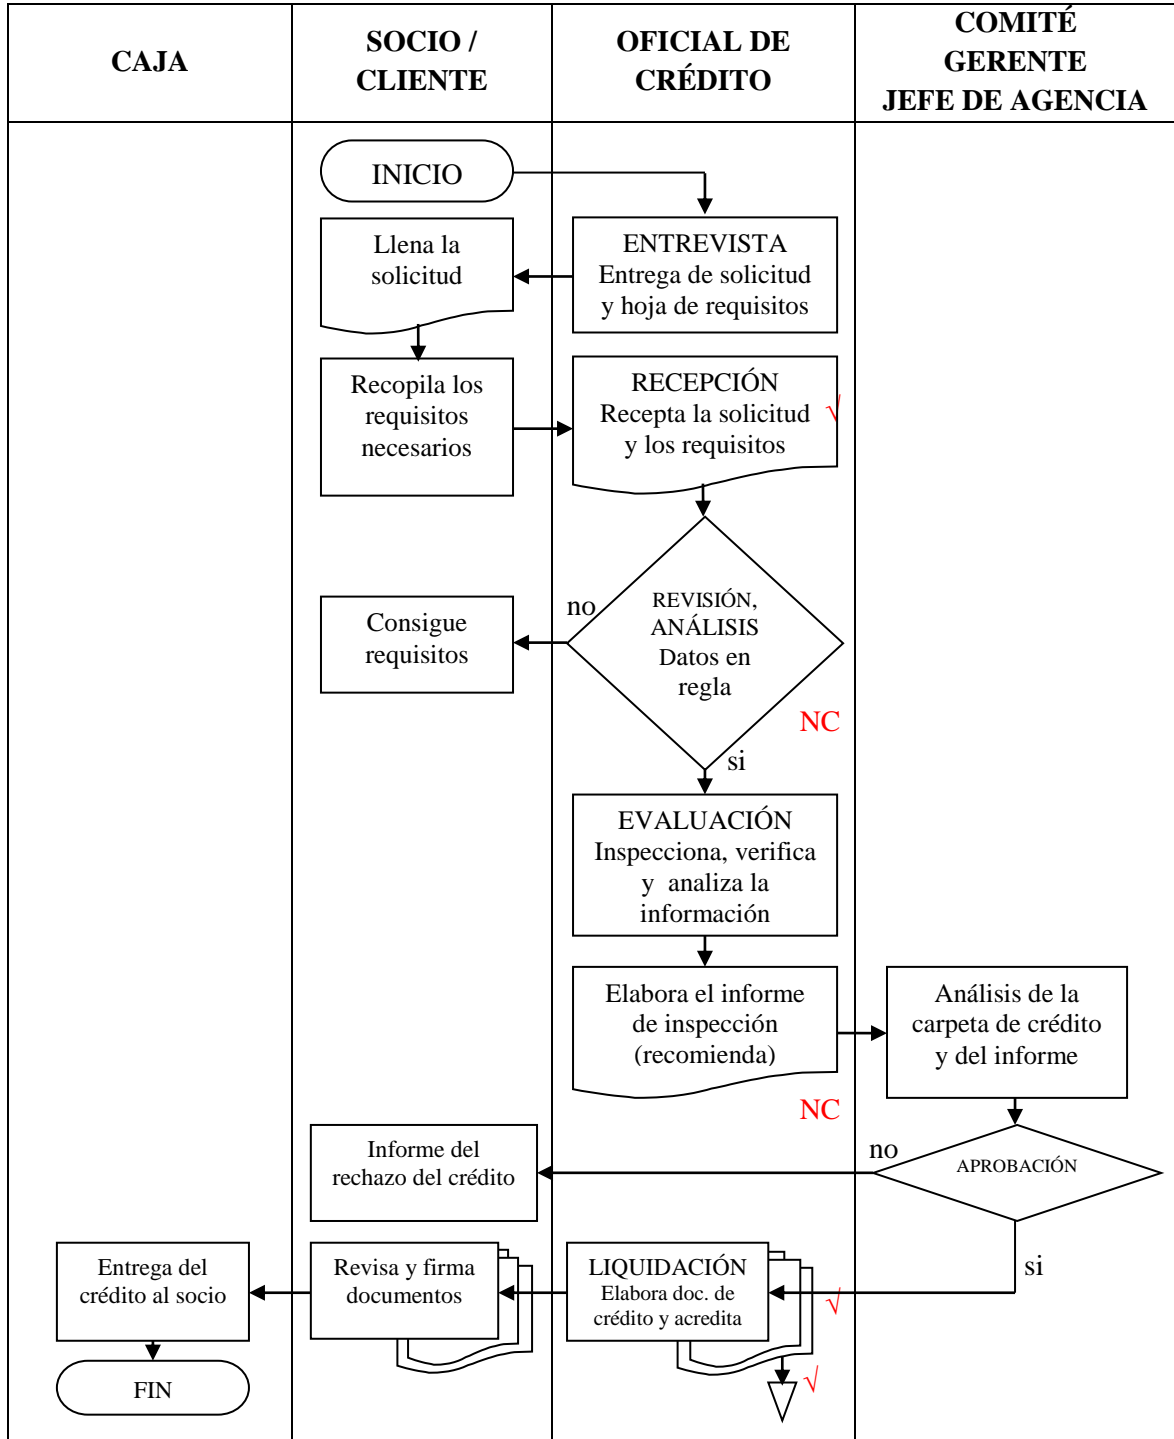 CAJA
SOCIO /
CLIENTE
OFICIAL DE
CRÉDITO
COMITÉ
GERENTE
JEFE DE AGENCIA
INICIO
Llena la
solicitud
ENTREVISTA
Entrega de solicitud
y hoja de requisitos
Recopila los
requisitos
necesarios
RECEPCIÓN
Recepta la solicitud
y los requisitos
√
no
REVISIÓN,
ANÁLISIS
Datos en
regla
Consigue
requisitos
NC
si
EVALUACIÓN
Inspecciona, verifica
y analiza la
información
Elabora el informe
de inspección
(recomienda)
NC
Análisis de la
carpeta de crédito
y del informe
Informe del
rechazo del crédito
no
APROBACIÓN
si
Entrega del
crédito al socio
Revisa y firma
documentos
LIQUIDACIÓN
Elabora doc. de
crédito y acredita
√
FIN
√